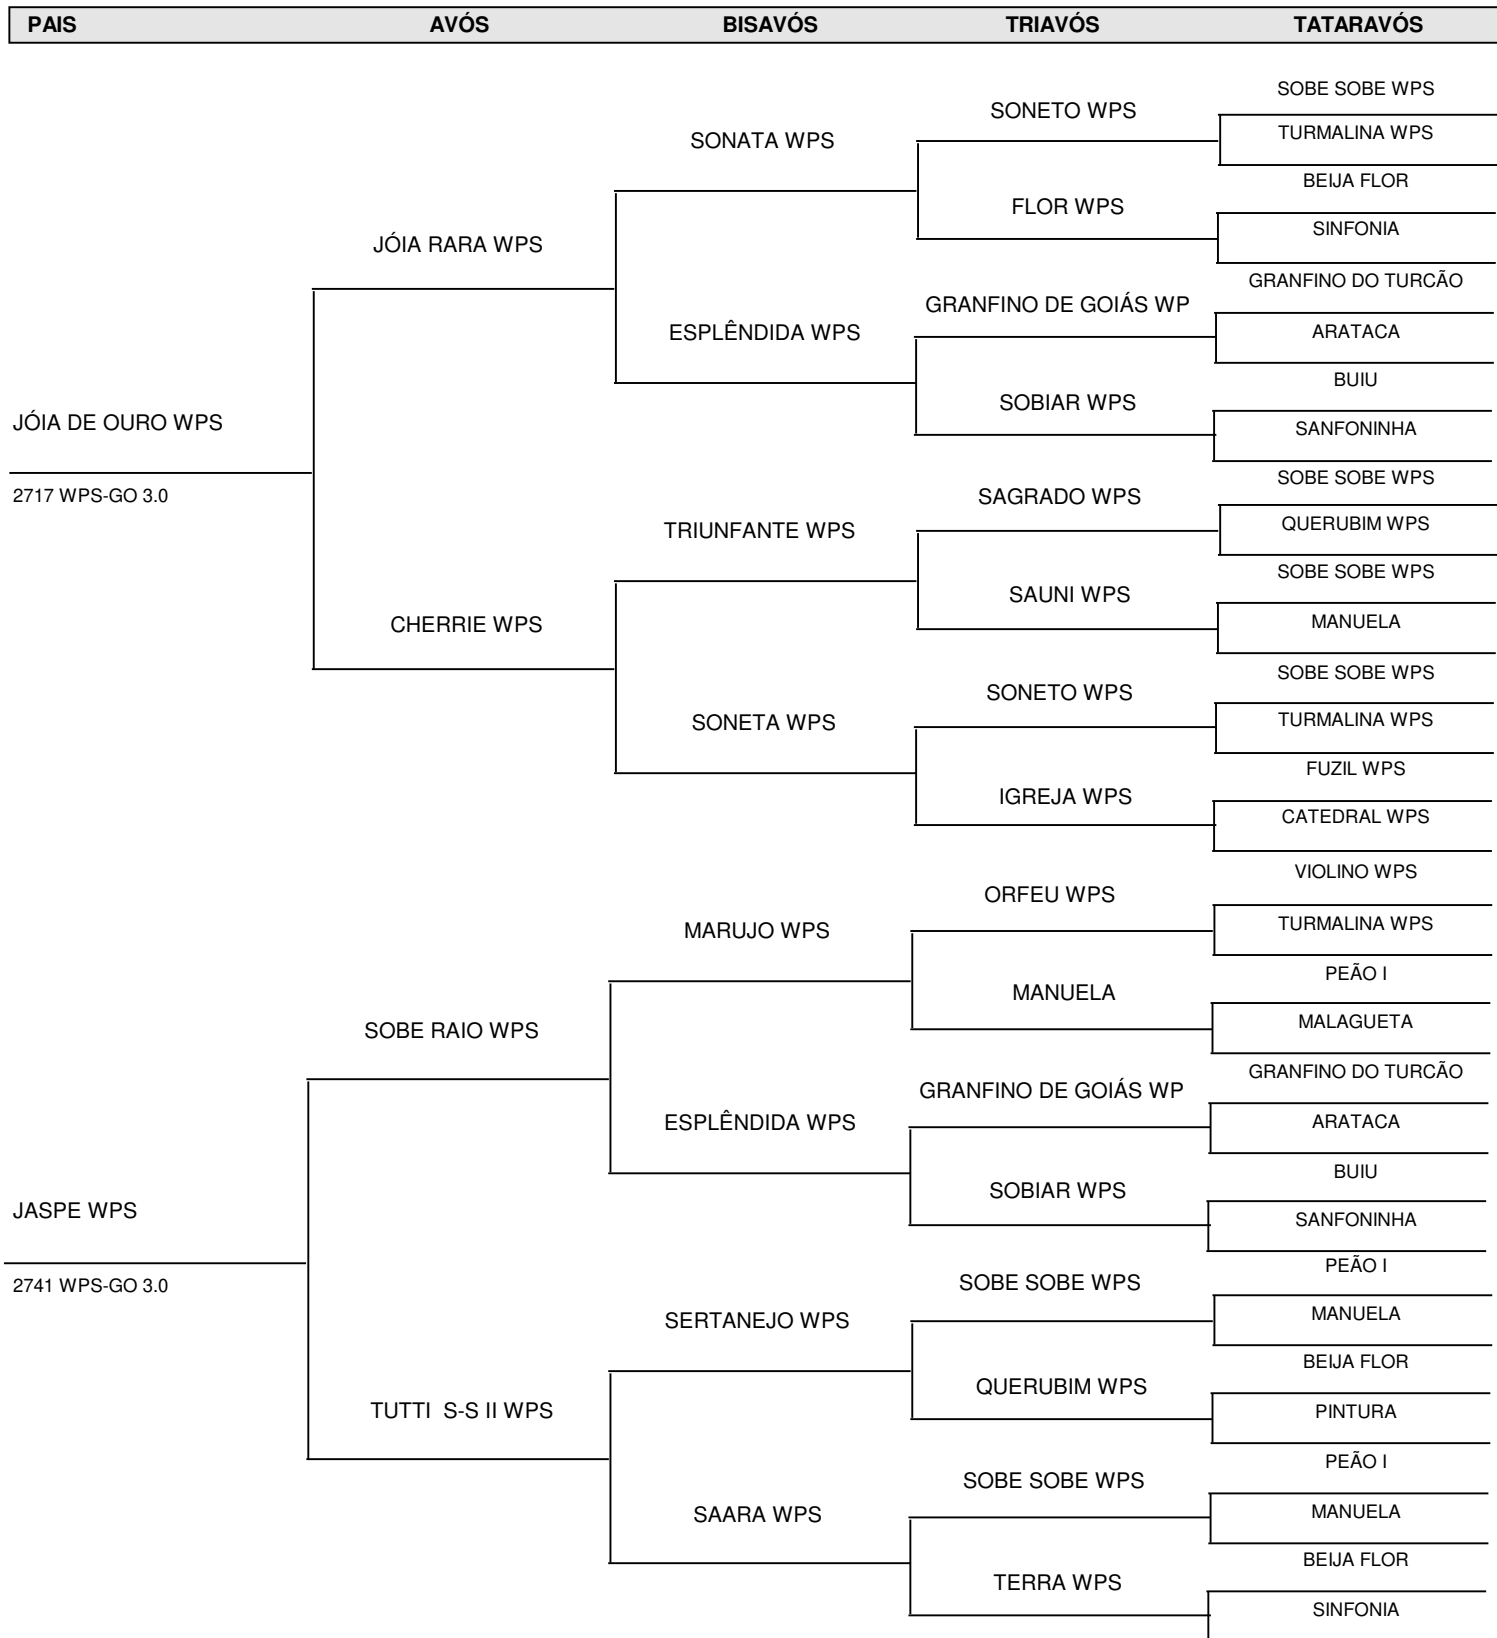 PAIS AVÓS BISAVÓS TRIAVÓS TATARAVÓS
SOBE SOBE WPS
SONETO WPS
TURMALINA WPS
SONATA WPS
BEIJA FLOR
FLOR WPS
SINFONIA
JÓIA RARA WPS
GRANFINO DO TURCÃO
GRANFINO DE GOIÁS WP
ARATACA
ESPLÊNDIDA WPS
BUIU
SOBIAR WPS
JÓIA DE OURO WPS
SANFONINHA
SOBE SOBE WPS
2717 WPS-GO 3.0
SAGRADO WPS
QUERUBIM WPS
TRIUNFANTE WPS
SOBE SOBE WPS
SAUNI WPS
CHERRIE WPS
MANUELA
SOBE SOBE WPS
SONETO WPS
TURMALINA WPS
SONETA WPS
FUZIL WPS
IGREJA WPS
CATEDRAL WPS
VIOLINO WPS
ORFEU WPS
TURMALINA WPS
MARUJO WPS
PEÃO I
MANUELA
MALAGUETA
SOBE RAIO WPS
GRANFINO DO TURCÃO
GRANFINO DE GOIÁS WP
ARATACA
ESPLÊNDIDA WPS
BUIU
SOBIAR WPS
JASPE WPS
SANFONINHA
PEÃO I
2741 WPS-GO 3.0
SOBE SOBE WPS
MANUELA
SERTANEJO WPS
BEIJA FLOR
QUERUBIM WPS
TUTTI S-S II WPS
PINTURA
PEÃO I
SOBE SOBE WPS
MANUELA
SAARA WPS
BEIJA FLOR
TERRA WPS
SINFONIA